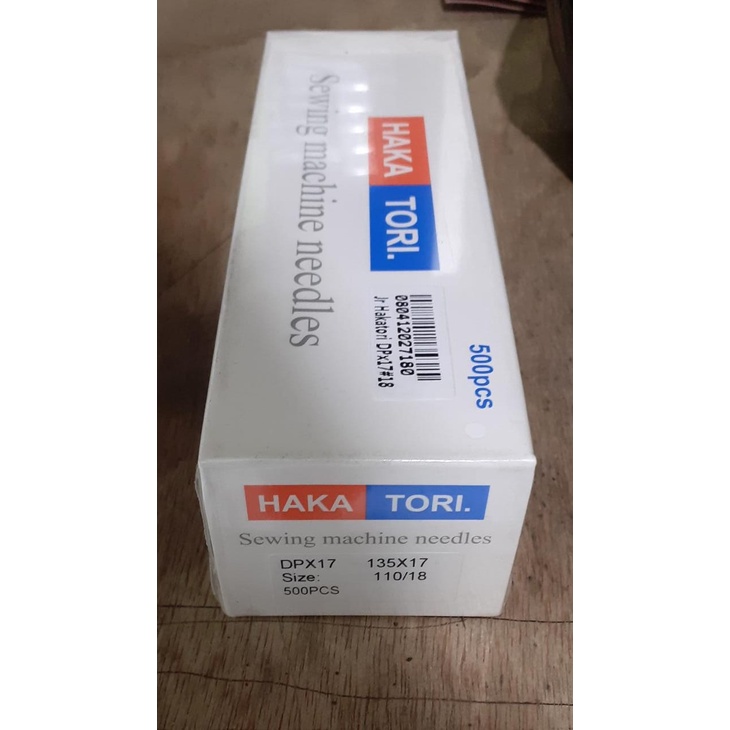 Sewing machine needles
HAKA TORI.
080412027180
Jr Hakatori DPx17#18
500pcs
HAKA TORI.
Sewing machine needles
DPX17 135X17
Size: 110/18
500PCS